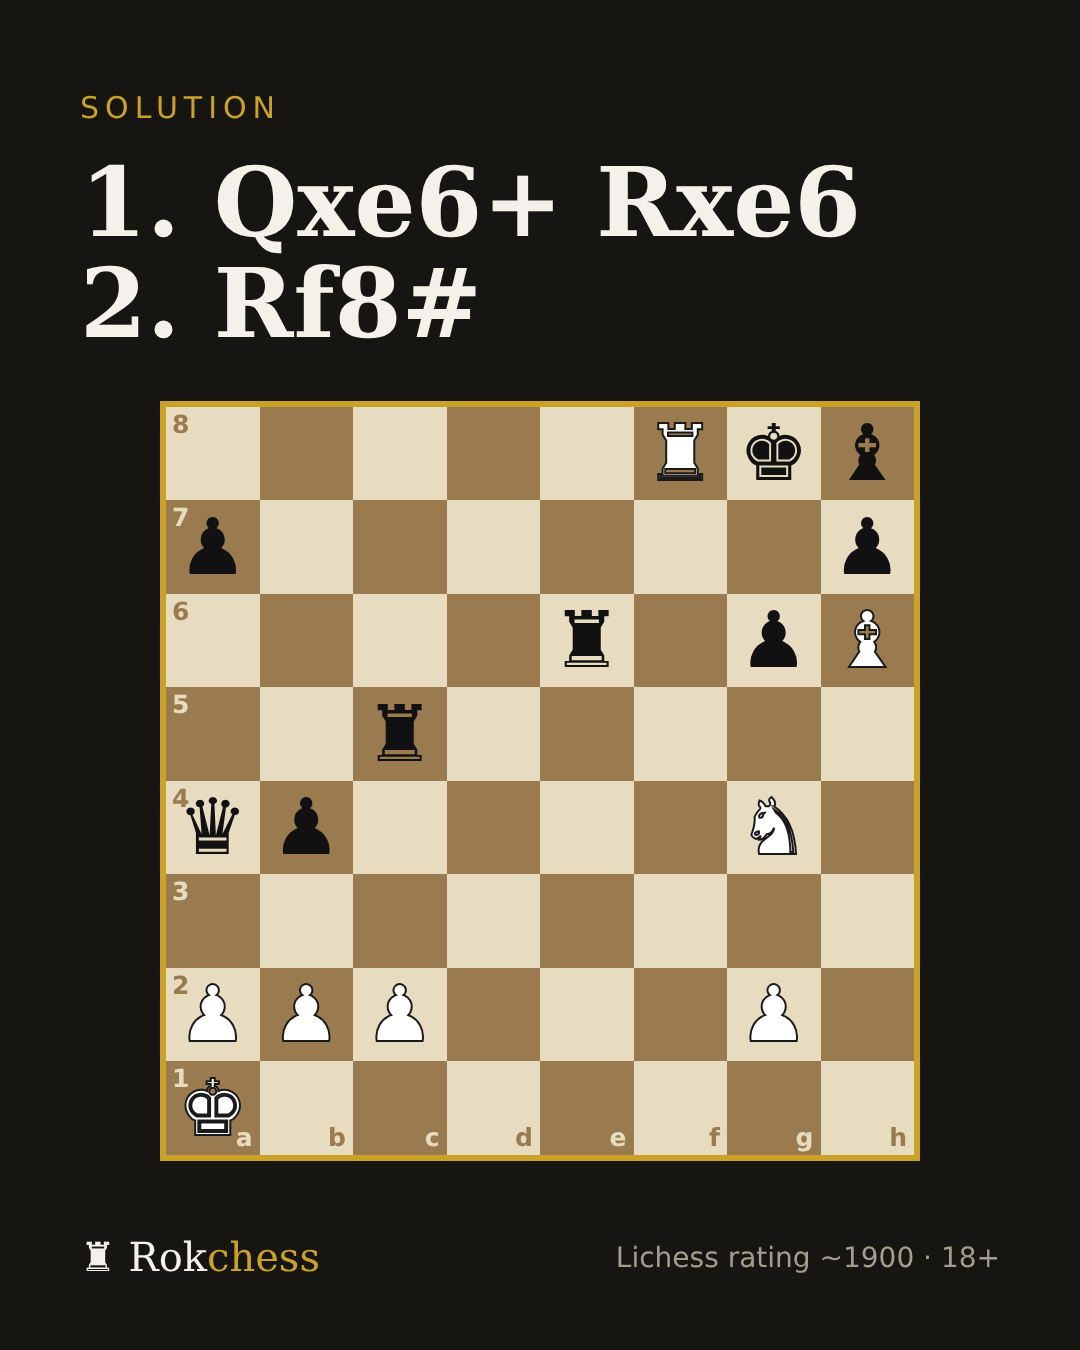 SOLUTION
1. Qxe6+ Rxe6
2. Rf8#
8
7
6
5
4
3
2
1
a b c d e f g h
Rokchess
Lichess rating ~1900 · 18+